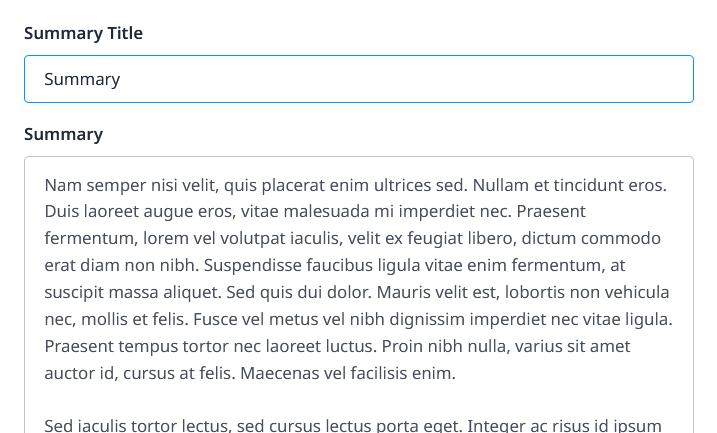 Summary Title
Summary
Summary
Nam semper nisi velit, quis placerat enim ultrices sed. Nullam et tincidunt eros.
Duis laoreet augue eros, vitae malesuada mi imperdiet nec. Praesent
fermentum, lorem vel volutpat iaculis, velit ex feugiat libero, dictum commodo
erat diam non nibh. Suspendisse faucibus ligula vitae enim fermentum, at
suscipit massa aliquet. Sed quis dui dolor. Mauris velit est, lobortis non vehicula
nec, mollis et felis. Fusce vel metus vel nibh dignissim imperdiet nec vitae ligula.
Praesent tempus tortor nec laoreet luctus. Proin nibh nulla, varius sit amet
auctor id, cursus at felis. Maecenas vel facilisis enim.
Sed iaculis tortor lectus, sed cursus lectus porta eget. Integer ac risus id ipsum